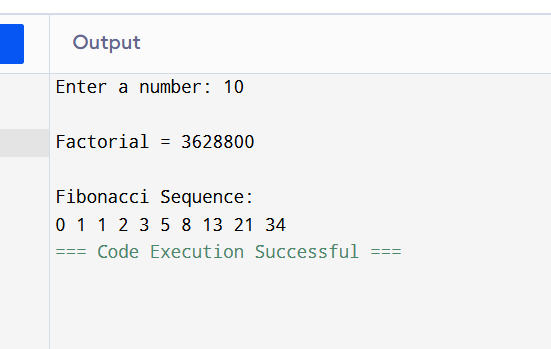 Output
Enter a number: 10
Factorial = 3628800
Fibonacci Sequence:
0 1 1 2 3 5 8 13 21 34
=== Code Execution Successful ===